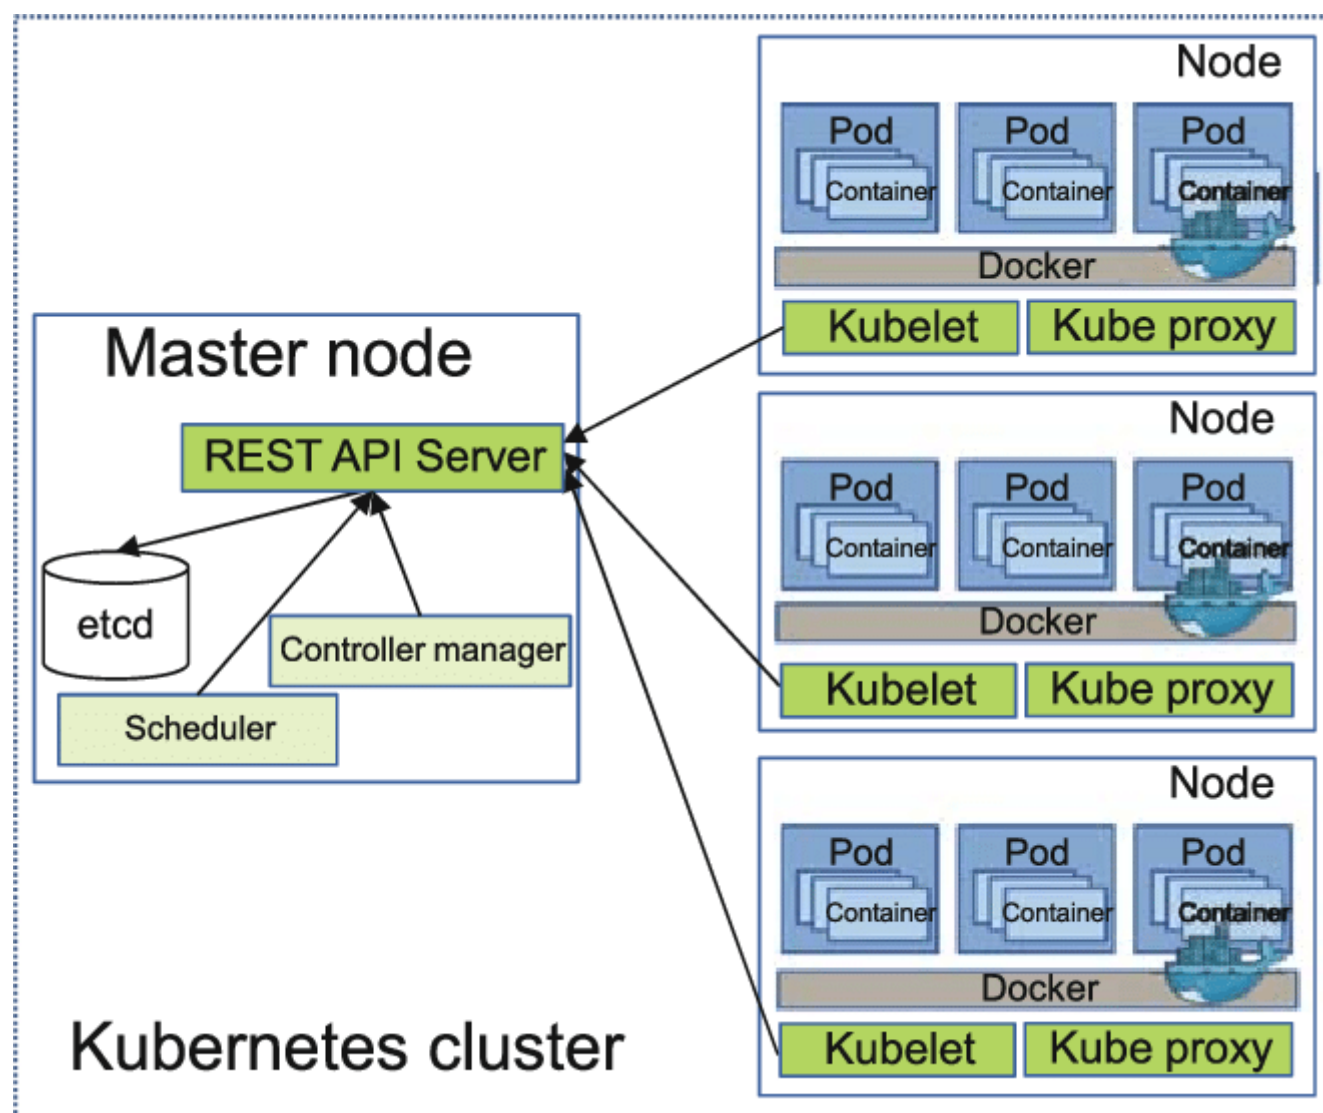 Master node
REST API Server
etcd
Controller manager
Scheduler
Kubernetes cluster
Node
Pod Pod Pod
Container Container Container
Docker
Kubelet Kube proxy
Node
Pod Pod Pod
Container Container Container
Docker
Kubelet Kube proxy
Node
Pod Pod Pod
Container Container Container
Docker
Kubelet Kube proxy